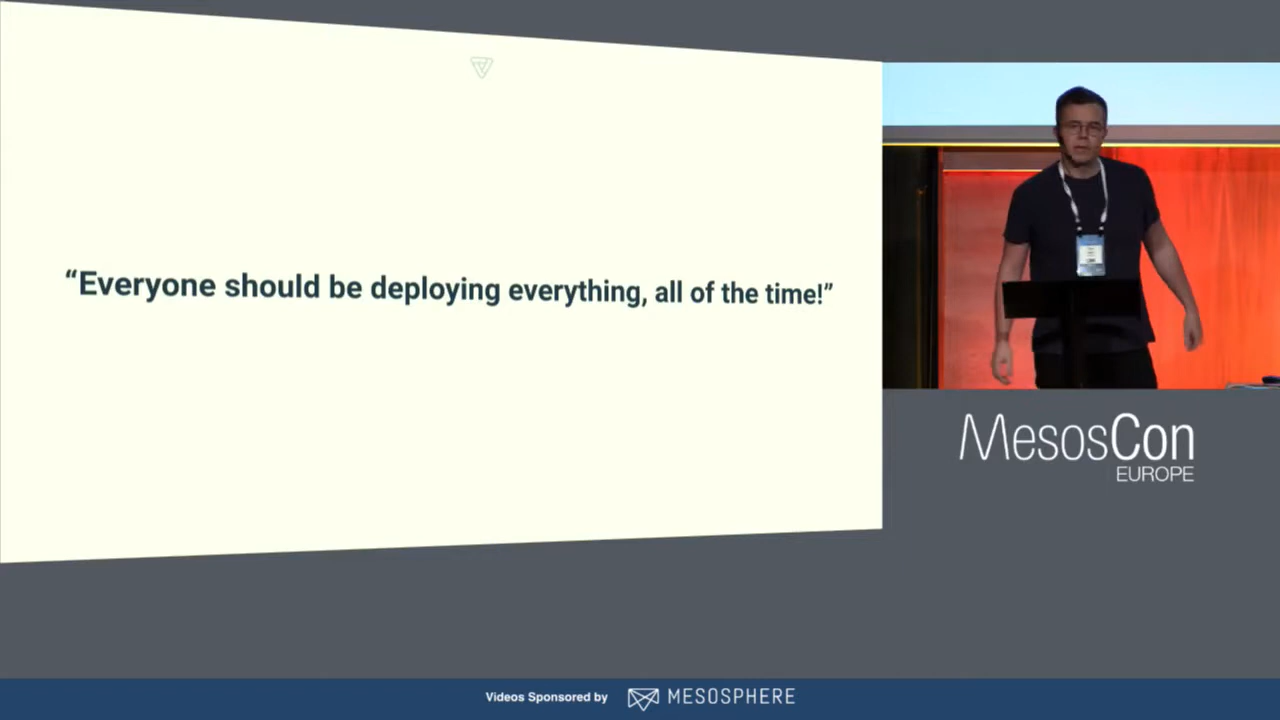 “Everyone should be deploying everything, all of the time!”
MesosCon
EUROPE
Videos Sponsored by MESOSPHERE